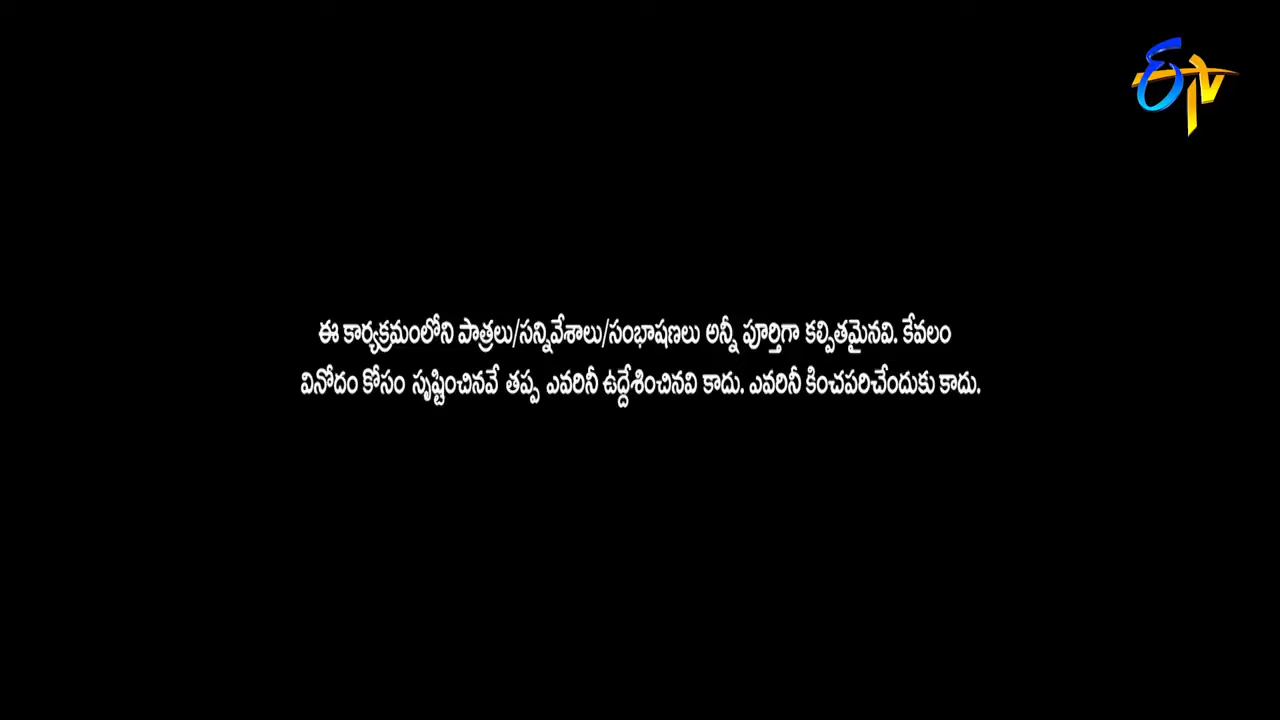 ఈ టీవీ
ఈ కార్యక్రమంలోని పాత్రలు/సన్నివేశాలు/సంభాషణలు అన్నీ పూర్తిగా కల్పితమైనవి. కేవలం
వినోదం కోసం సృష్టించినవే తప్ప ఎవరినీ ఉద్దేశించినవి కాదు. ఎవరినీ కించపరిచేందుకు కాదు.